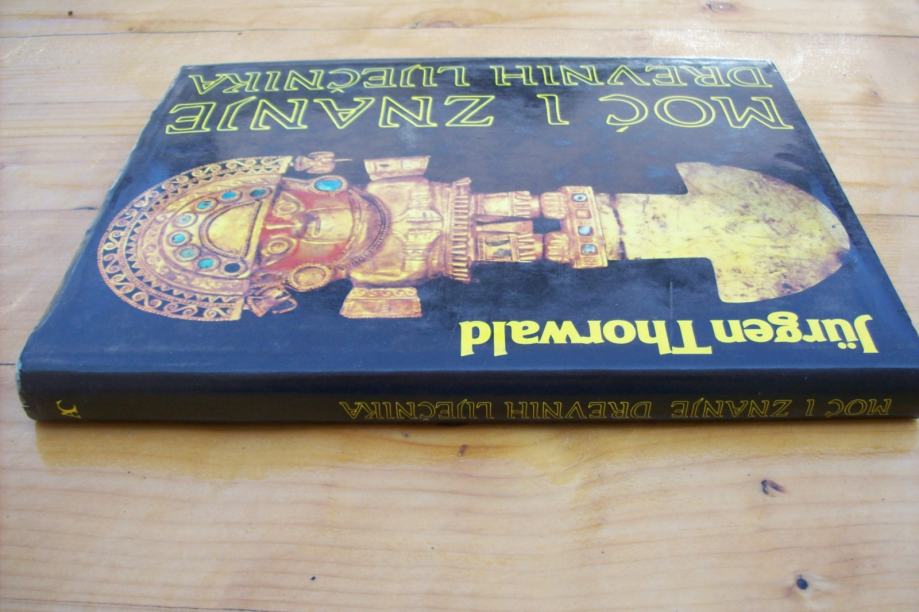 Jürgen Thorwald
MOĆ I ZNANJE
DREVNIH LIJEČNIKA
MOĆ I ZNANJE DREVNIH LIJEČNIKA